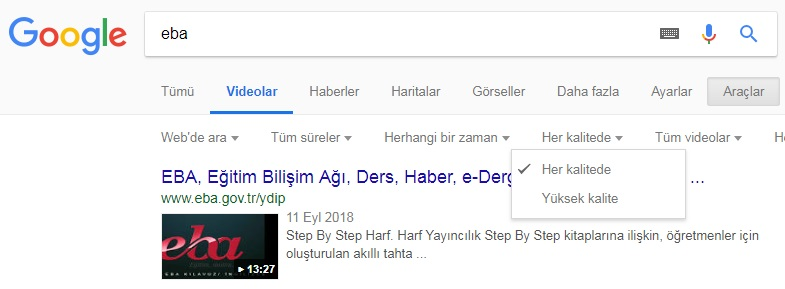 Google eba
Tümü Videolar Haberler Haritalar Görseller Daha fazla Ayarlar Araçlar
Web'de ara Tüm süreler Herhangi bir zaman Her kalitede Tüm videolar
Her kalitede
Yüksek kalite
EBA, Eğitim Bilişim Ağı, Ders, Haber, e-Derg ...
www.eba.gov.tr/ydip
11 Eyl 2018
Step By Step Harf. Harf Yayıncılık Step By Step kitaplarına ilişkin, öğretmenler için
oluşturulan akıllı tahta ...
eba
13:27